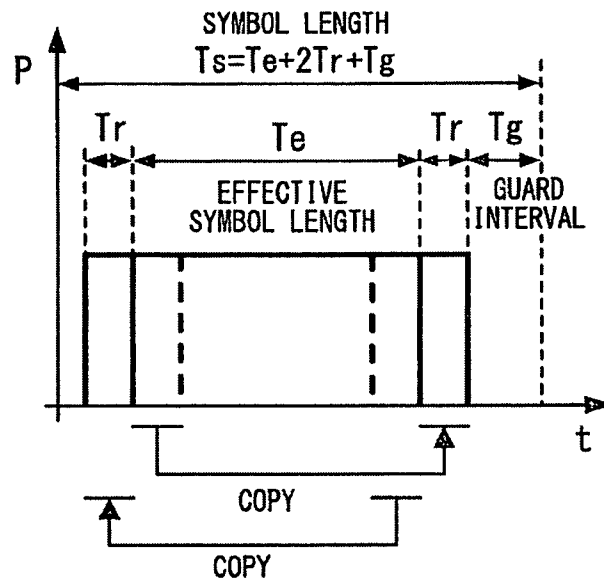 SYMBOL LENGTH
P
Ts=Te+2Tr+Tg
Tr
Te
Tr
Tg
EFFECTIVE
SYMBOL LENGTH
GUARD
INTERVAL
t
COPY
COPY